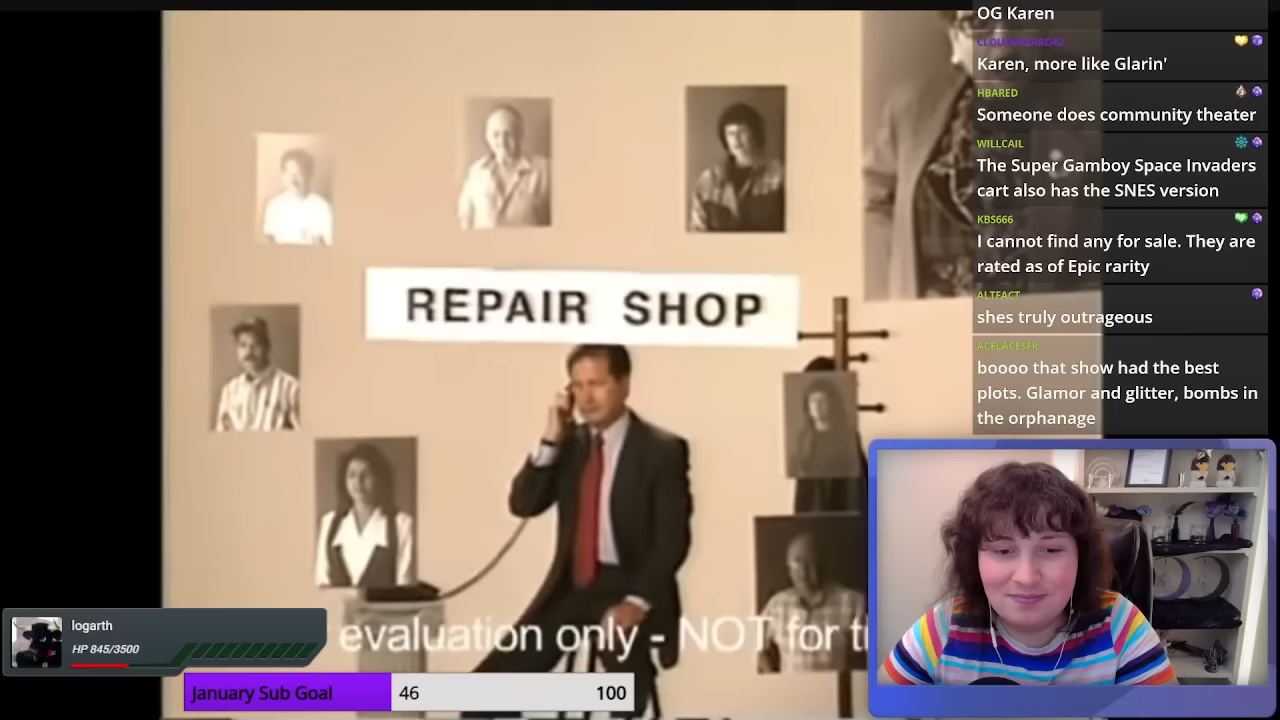 OG Karen
CLOUDWIZARD42
Karen, more like Glarin'
HBARED
Someone does community theater
WILLCAIL
The Super Gamboy Space Invaders
cart also has the SNES version
KBS666
I cannot find any for sale. They are
rated as of Epic rarity
ALTFACT
shes truly outrageous
ACELACESFR
boooo that show had the best
plots. Glamor and glitter, bombs in
the orphanage
REPAIR SHOP
logarth
HP 845/3500
evaluation only - NOT for
January Sub Goal 46 100